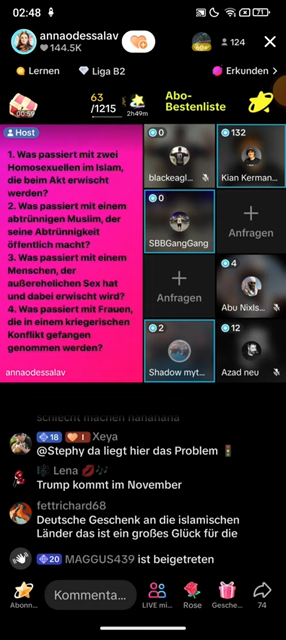 02:48
71
annaodessalav
144.5K
124
Lernen
Liga B2
Erkunden >
00:59
63
/1215
2h49m
Abo-
Bestenliste
Host
1. Was passiert mit zwei
Homosexuellen im Islam,
die beim Akt erwischt
werden?
2. Was passiert mit einem
abtrünnigen Muslim, der
seine Abtrünnigkeit
öffentlich macht?
3. Was passiert mit einem
Menschen, der
außerehelichen Sex hat
und dabei erwischt wird?
4. Was passiert mit Frauen,
die in einem kriegerischen
Konflikt gefangen
genommen werden?
annaodessalav
0
blackeagl...
132
Kian Kerman...
0
SBBGangGang
Anfragen
Anfragen
4
Abu Nixls...
2
Shadow myt...
12
Azad neu
schlecht machen hahahaha
18 I Xeya
@Stephy da liegt hier das Problem
Lena
Trump kommt im November
fettrichard68
Deutsche Geschenk an die islamischen
Länder das ist ein großes Glück für die
20 MAGGUS439 ist beigetreten
Abonn...
Kommenta...
LIVE mi...
Rose
Gesche...
74